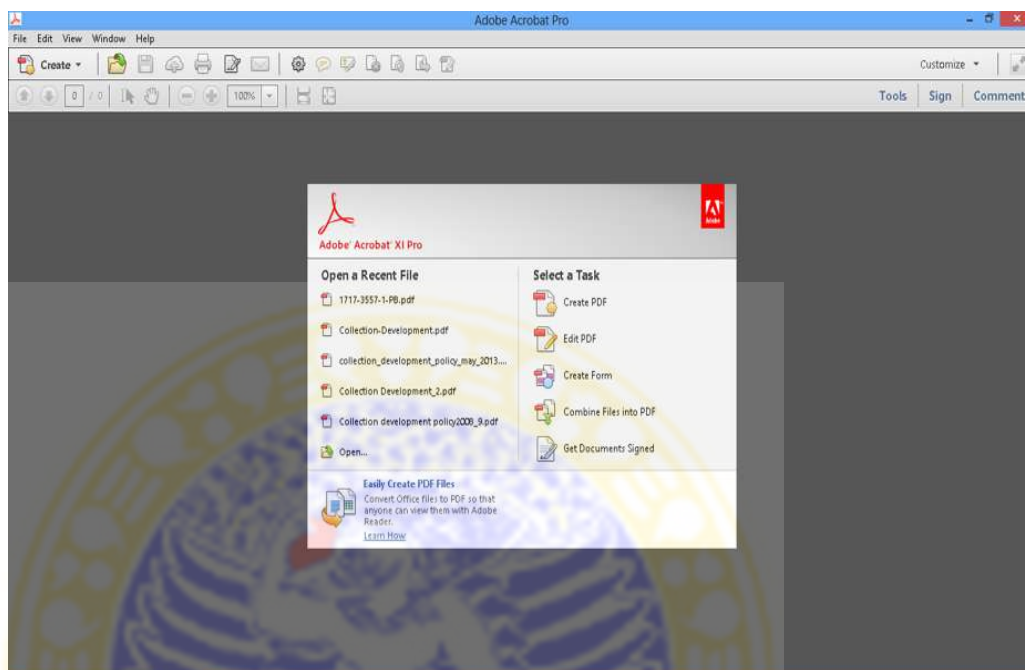 Adobe Acrobat Pro
File Edit View Window Help
Create Customize
0 / 0 100% Tools Sign Comment
Adobe
Adobe® Acrobat® XI Pro
Open a Recent File
1717-3557-1-PB.pdf
Collection-Development.pdf
collection_development_policy_may_2013....
Collection Development_2.pdf
Collection development policy2008_9.pdf
Open...
Select a Task
Create PDF
Edit PDF
Create Form
Combine Files into PDF
Get Documents Signed
Easily Create PDF Files
Convert Office files to PDF so that
anyone can view them with Adobe
Reader.
Learn How